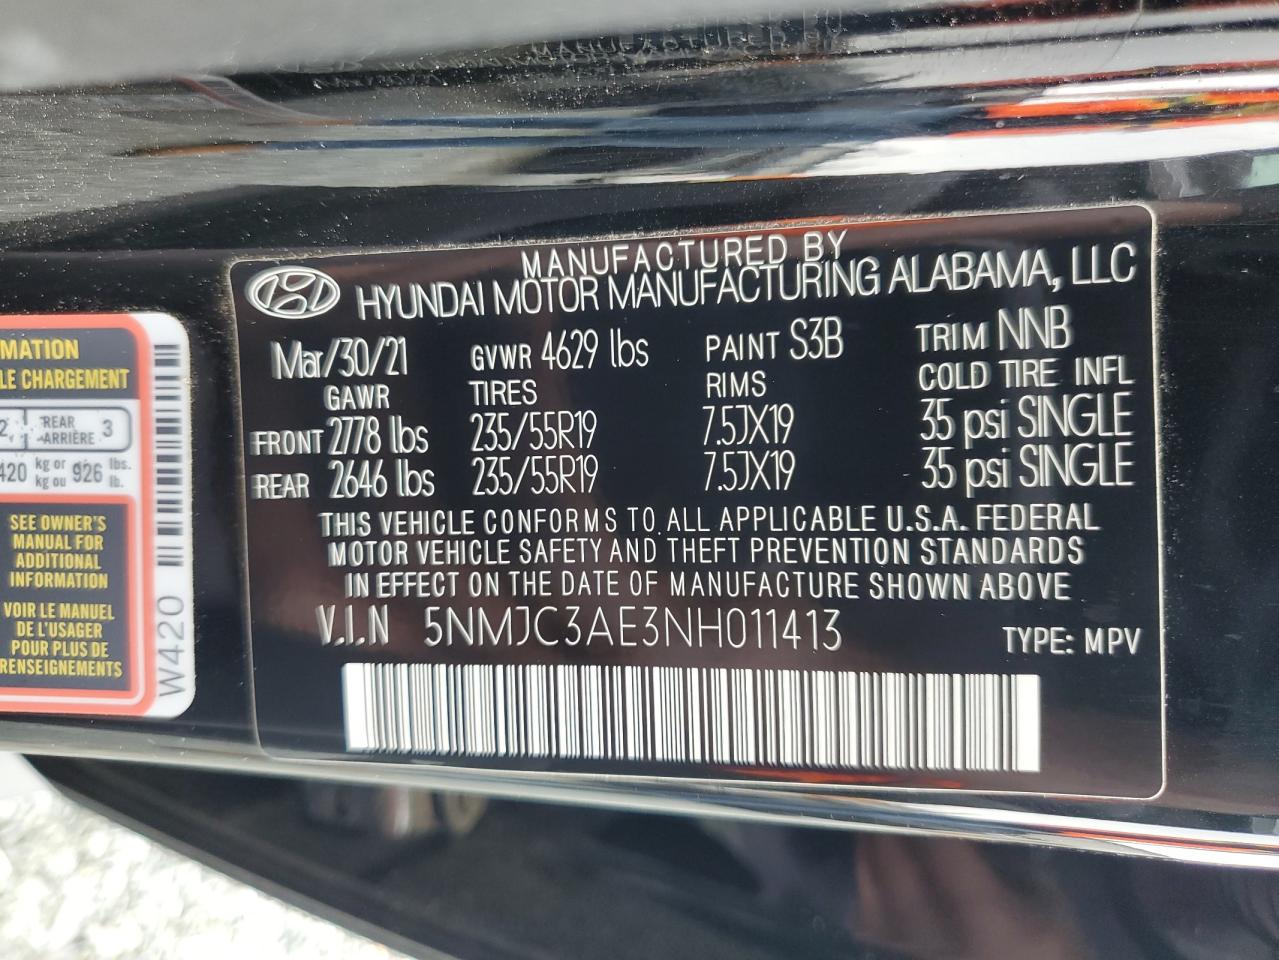 MANUFACTURED BY
HYUNDAI MOTOR MANUFACTURING ALABAMA, LLC
Mar/30/21 GVWR 4629 lbs PAINT S3B TRIM NNB
GAWR TIRES RIMS COLD TIRE INFL
FRONT 2778 lbs 235/55R19 7.5JX19 35 psi SINGLE
REAR 2646 lbs 235/55R19 7.5JX19 35 psi SINGLE
THIS VEHICLE CONFORMS TO ALL APPLICABLE U.S.A. FEDERAL
MOTOR VEHICLE SAFETY AND THEFT PREVENTION STANDARDS
IN EFFECT ON THE DATE OF MANUFACTURE SHOWN ABOVE
V.I.N 5NMJC3AE3NH011413 TYPE: MPV
MATION
LE CHARGEMENT
2 REAR 3
ARRIÈRE
420 kg or 926 lbs.
kg ou lb.
SEE OWNER'S
MANUAL FOR
ADDITIONAL
INFORMATION
VOIR LE MANUEL
DE L'USAGER
POUR PLUS DE
RENSEIGNEMENTS
W420